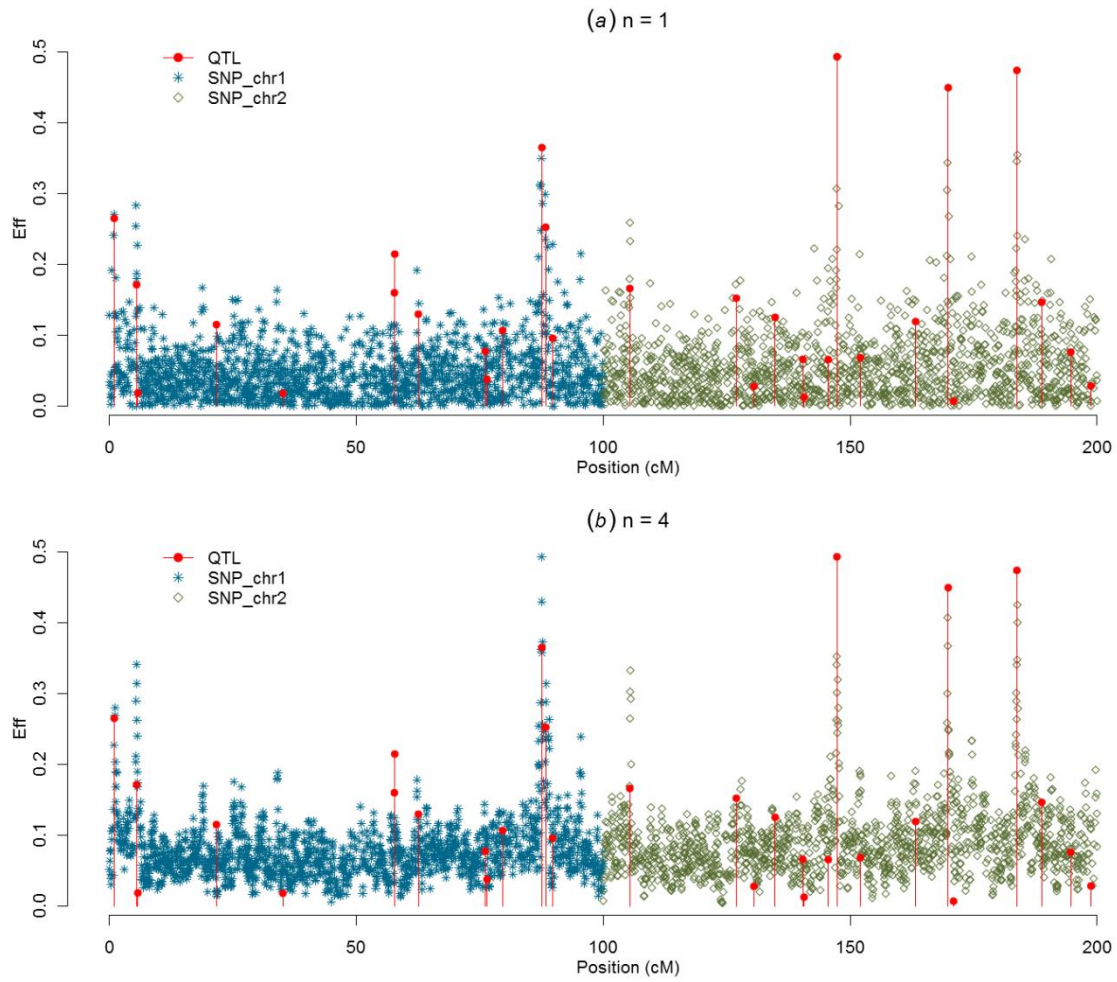 (a) n = 1
QTL
SNP_chr1
SNP_chr2
Eff
0.5
0.4
0.3
0.2
0.1
0.0
0 50 100 150 200
Position (cM)
(b) n = 4
QTL
SNP_chr1
SNP_chr2
Eff
0.5
0.4
0.3
0.2
0.1
0.0
0 50 100 150 200
Position (cM)